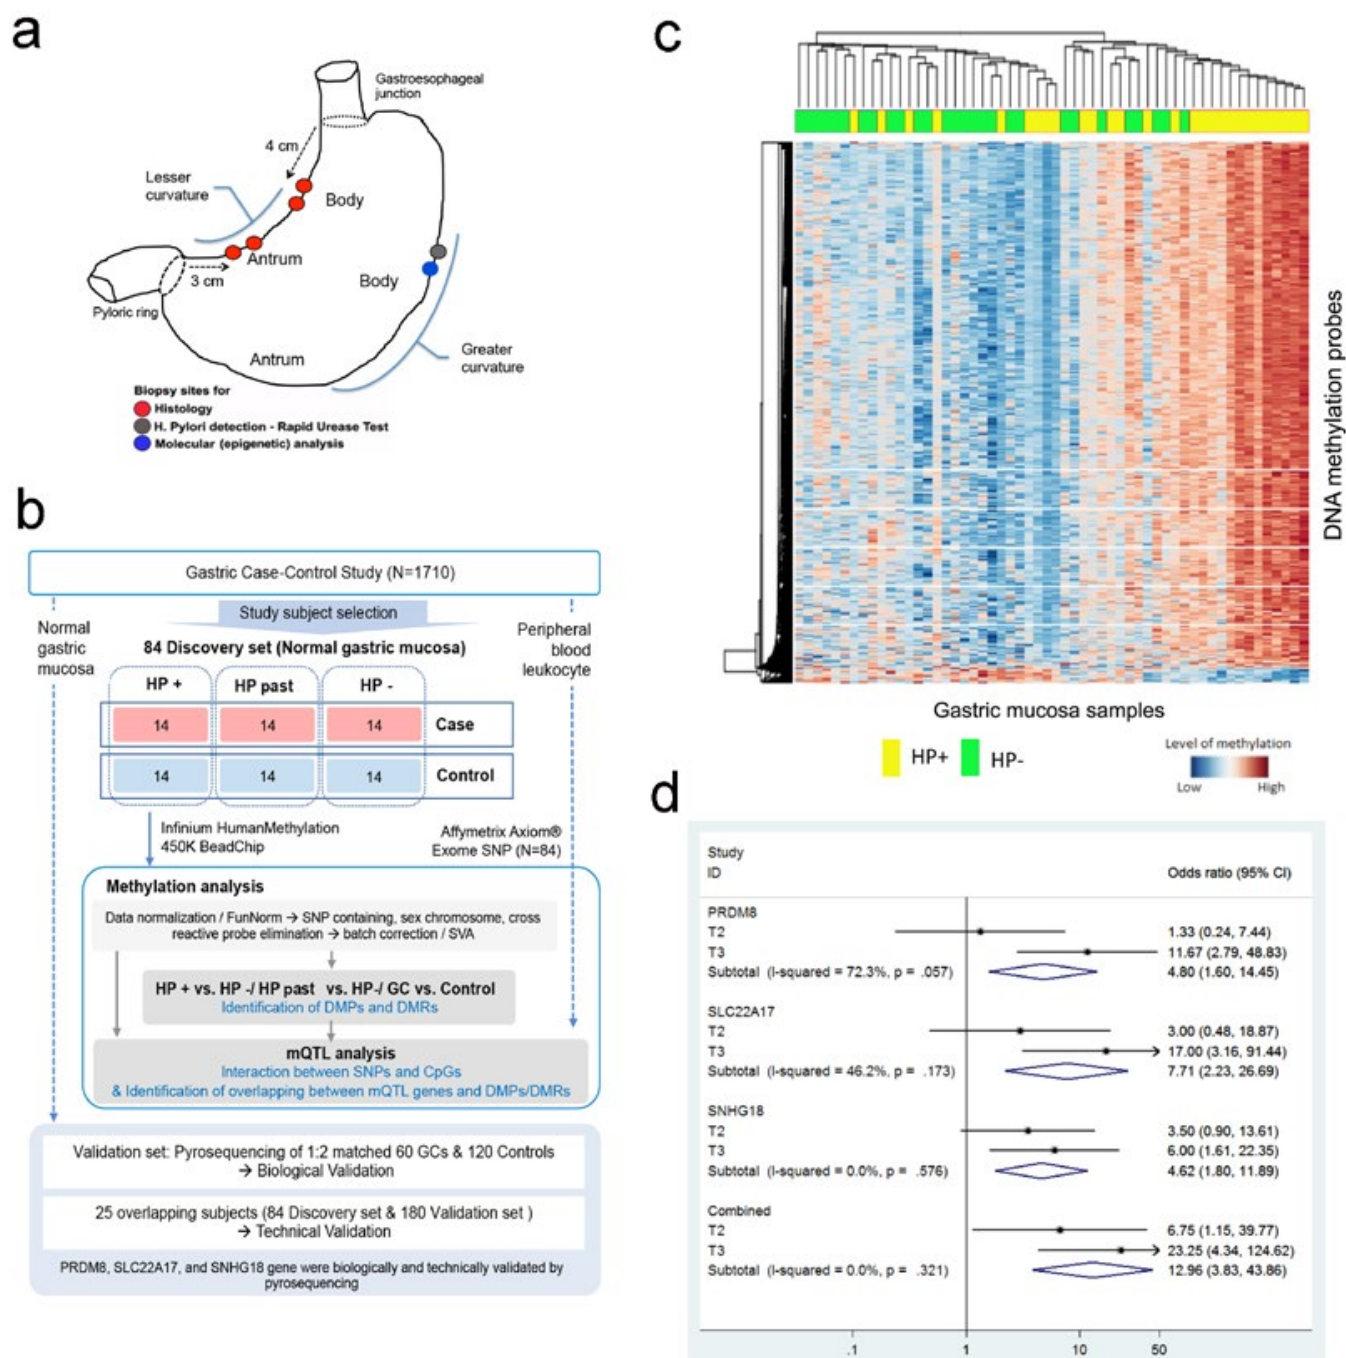 a
Gastroesophageal
junction
4 cm
Lesser
curvature
Body
Antrum
3 cm
Body
Pyloric ring
Antrum
Greater
curvature
Biopsy sites for
Histology
H. Pylori detection - Rapid Urease Test
Molecular (epigenetic) analysis
b
Gastric Case-Control Study (N=1710)
Study subject selection
Normal
gastric
mucosa
Peripheral
blood
leukocyte
84 Discovery set (Normal gastric mucosa)
HP + HP past HP -
14 14 14 Case
14 14 14 Control
Infinium HumanMethylation
450K BeadChip
Affymetrix Axiom®
Exome SNP (N=84)
Methylation analysis
Data normalization / FunNorm → SNP containing, sex chromosome, cross
reactive probe elimination → batch correction / SVA
HP + vs. HP -/ HP past vs. HP-/ GC vs. Control
Identification of DMPs and DMRs
mQTL analysis
Interaction between SNPs and CpGs
& Identification of overlapping between mQTL genes and DMPs/DMRs
Validation set: Pyrosequencing of 1:2 matched 60 GCs & 120 Controls
→ Biological Validation
25 overlapping subjects (84 Discovery set & 180 Validation set )
→ Technical Validation
PRDM8, SLC22A17, and SNHG18 gene were biologically and technically validated by
pyrosequencing
c
DNA methylation probes
Gastric mucosa samples
HP+ HP-
Level of methylation
Low High
d
Study
ID Odds ratio (95% CI)
PRDM8
T2 1.33 (0.24, 7.44)
T3 11.67 (2.79, 48.83)
Subtotal (I-squared = 72.3%, p = .057) 4.80 (1.60, 14.45)
SLC22A17
T2 3.00 (0.48, 18.87)
T3 17.00 (3.16, 91.44)
Subtotal (I-squared = 46.2%, p = .173) 7.71 (2.23, 26.69)
SNHG18
T2 3.50 (0.90, 13.61)
T3 6.00 (1.61, 22.35)
Subtotal (I-squared = 0.0%, p = .576) 4.62 (1.80, 11.89)
Combined
T2 6.75 (1.15, 39.77)
T3 23.25 (4.34, 124.62)
Subtotal (I-squared = 0.0%, p = .321) 12.96 (3.83, 43.86)
.1 1 10 50